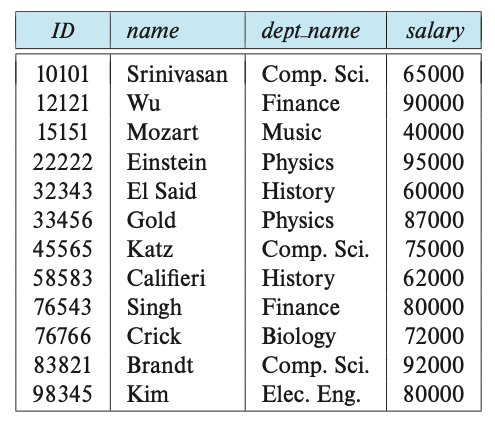 ID name dept_name salary
10101 Srinivasan Comp. Sci. 65000
12121 Wu Finance 90000
15151 Mozart Music 40000
22222 Einstein Physics 95000
32343 El Said History 60000
33456 Gold Physics 87000
45565 Katz Comp. Sci. 75000
58583 Califieri History 62000
76543 Singh Finance 80000
76766 Crick Biology 72000
83821 Brandt Comp. Sci. 92000
98345 Kim Elec. Eng. 80000